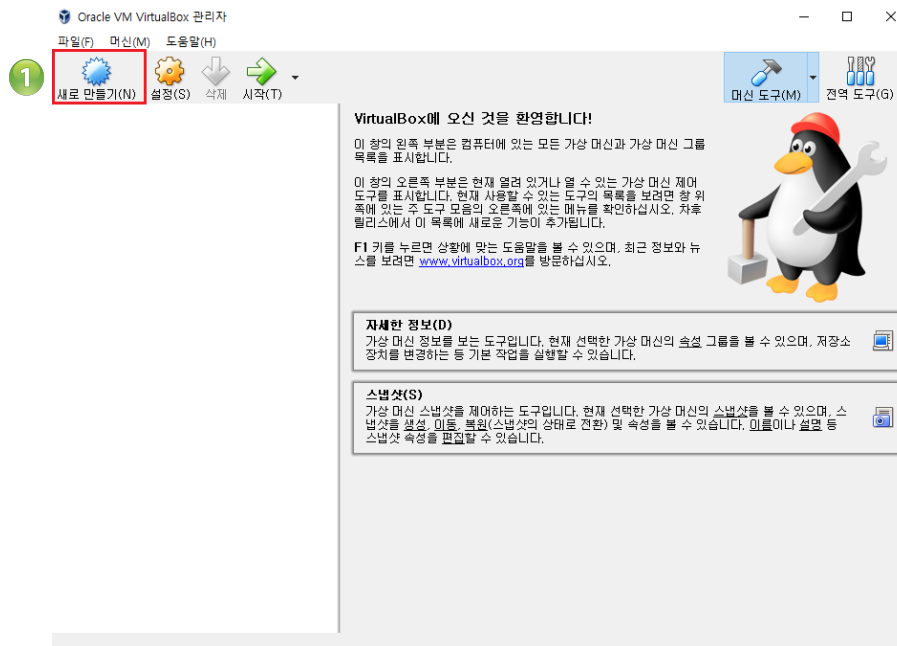 Oracle VM VirtualBox 관리자
파일(F) 머신(M) 도움말(H)
1
새로 만들기(N) 설정(S) 삭제 시작(T) 머신 도구(M) 전역 도구(G)
VirtualBox에 오신 것을 환영합니다!
이 창의 왼쪽 부분은 컴퓨터에 있는 모든 가상 머신과 가상 머신 그룹
목록을 표시합니다.
이 창의 오른쪽 부분은 현재 열려 있거나 열 수 있는 가상 머신 제어
도구를 표시합니다. 현재 사용할 수 있는 도구의 목록을 보려면 창 위
쪽에 있는 주 도구 모음의 오른쪽에 있는 메뉴를 확인하십시오. 차후
릴리스에서 이 목록에 새로운 기능이 추가됩니다.
F1 키를 누르면 상황에 맞는 도움말을 볼 수 있으며, 최근 정보와 뉴
스를 보려면 www.virtualbox.org를 방문하십시오.
자세한 정보(D)
가상 머신 정보를 보는 도구입니다. 현재 선택한 가상 머신의 속성 그룹을 볼 수 있으며, 저장소
장치를 변경하는 등 기본 작업을 실행할 수 있습니다.
스냅샷(S)
가상 머신 스냅샷을 제어하는 도구입니다. 현재 선택한 가상 머신의 스냅샷을 볼 수 있으며, 스
냅샷을 생성, 이동, 복원(스냅샷의 상태로 전환) 및 속성을 볼 수 있습니다. 이름이나 설명 등
스냅샷 속성을 편집할 수 있습니다.